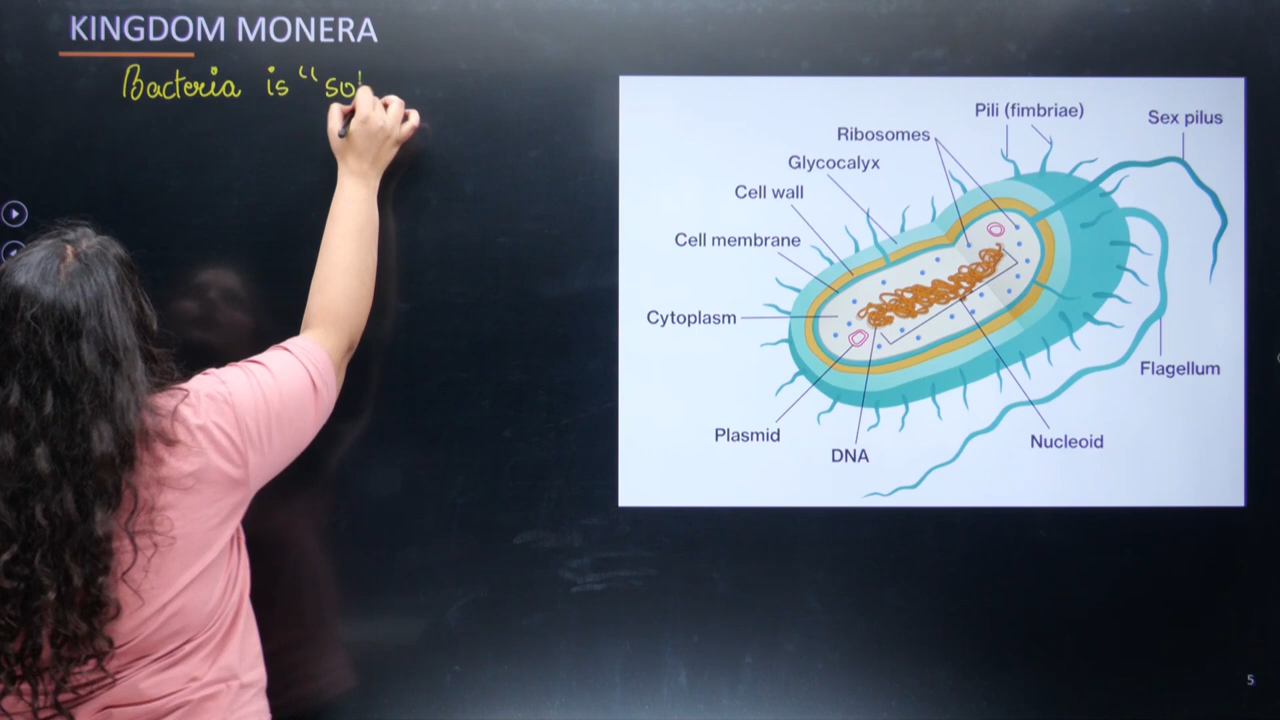 KINGDOM MONERA
Bacteria is "so
Pili (fimbriae)
Sex pilus
Ribosomes
Glycocalyx
Cell wall
Cell membrane
Cytoplasm
Flagellum
Plasmid
Nucleoid
DNA
5